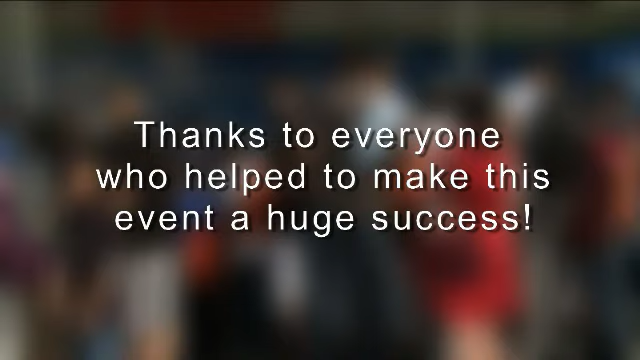 Thanks to everyone
who helped to make this
event a huge success!